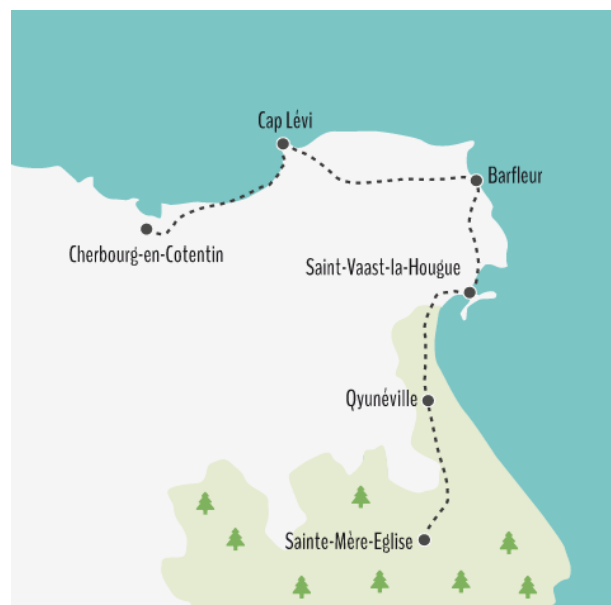 Cap Lévi
Barfleur
Cherbourg-en-Cotentin
Saint-Vaast-la-Hougue
Qyunéville
Sainte-Mère-Eglise